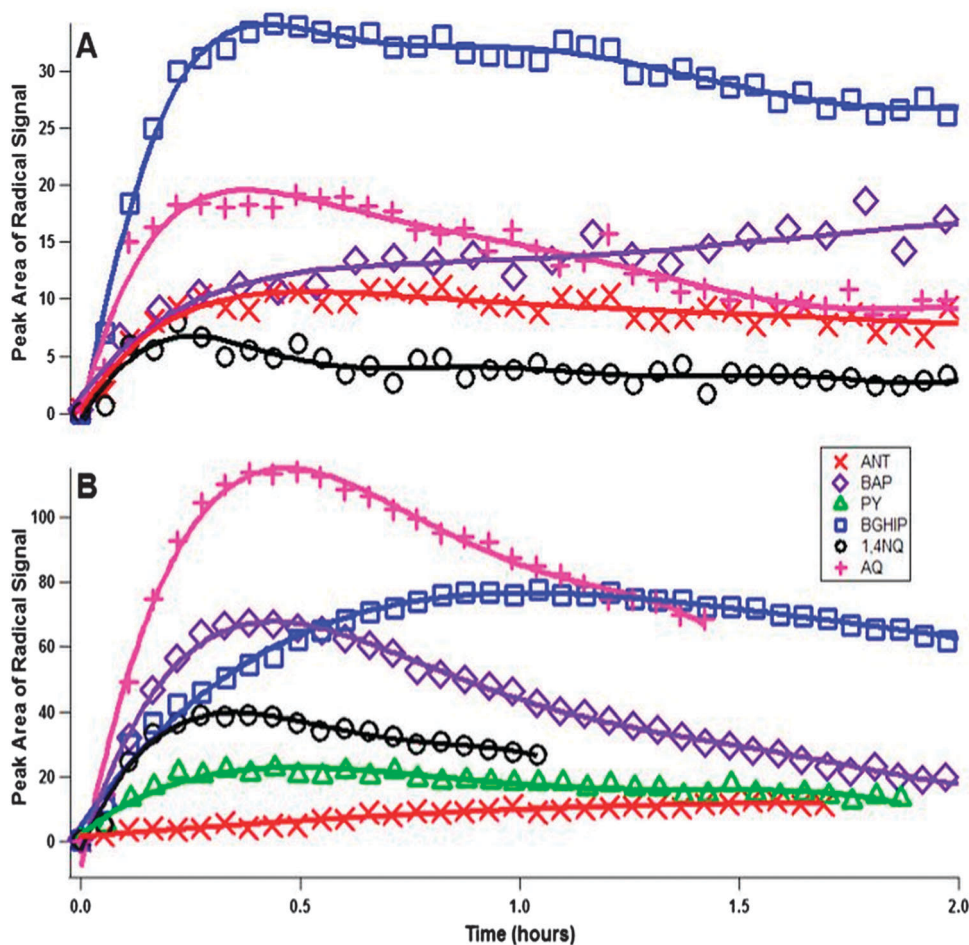 A
Peak Area of Radical Signal
30
25
20
15
10
5
0
B
Peak Area of Radical Signal
100
80
60
40
20
0
ANT
BAP
PY
BGHIP
1,4NQ
AQ
0.0 0.5 1.0 1.5 2.0
Time (hours)